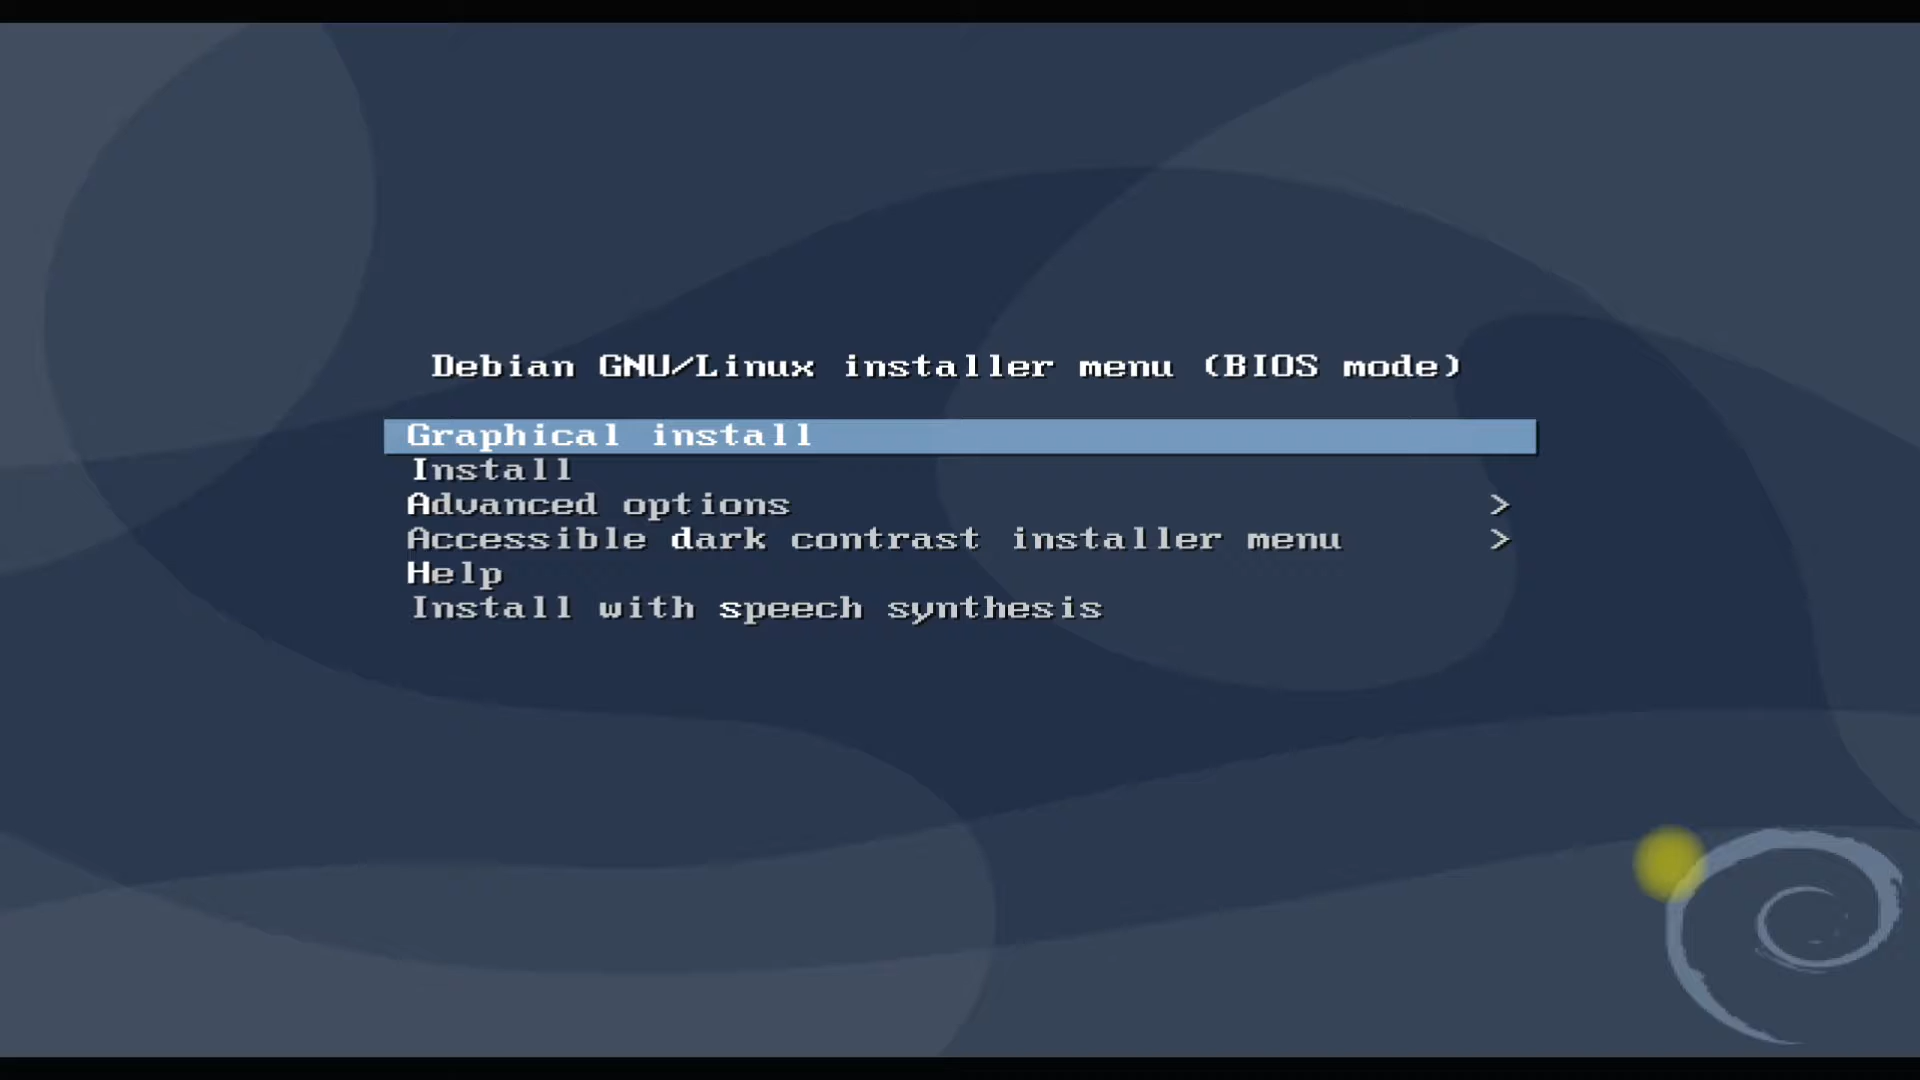 Debian GNU/Linux installer menu (BIOS mode)
Graphical install
Install
Advanced options >
Accessible dark contrast installer menu >
Help
Install with speech synthesis